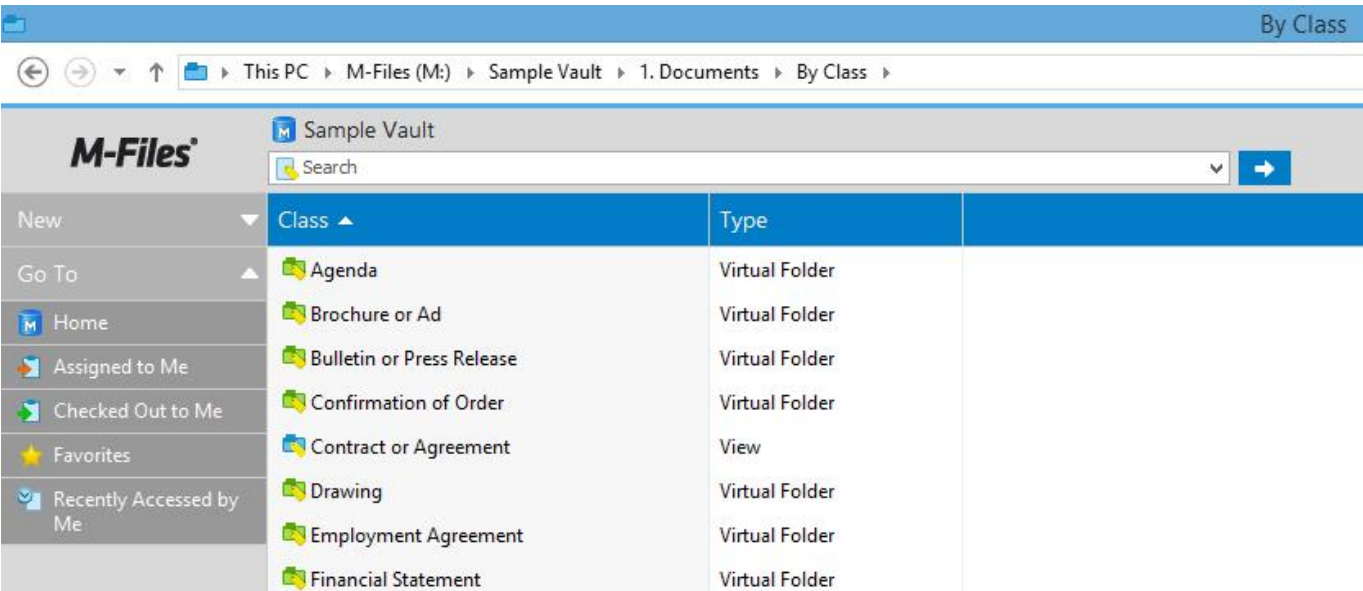 By Class
This PC M-Files (M:) Sample Vault 1. Documents By Class
M-Files®
Sample Vault
Search
New
Go To
Home
Assigned to Me
Checked Out to Me
Favorites
Recently Accessed by
Me
Class Type
Agenda Virtual Folder
Brochure or Ad Virtual Folder
Bulletin or Press Release Virtual Folder
Confirmation of Order Virtual Folder
Contract or Agreement View
Drawing Virtual Folder
Employment Agreement Virtual Folder
Financial Statement Virtual Folder